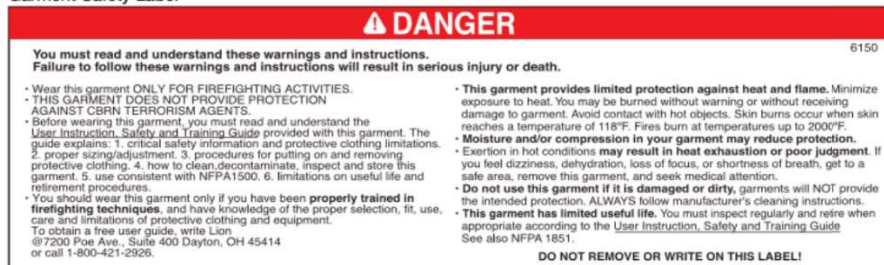 DANGER
6150
You must read and understand these warnings and instructions.
Failure to follow these warnings and instructions will result in serious injury or death.
• Wear this garment ONLY FOR FIREFIGHTING ACTIVITIES.
• THIS GARMENT DOES NOT PROVIDE PROTECTION
AGAINST CBRN TERRORISM AGENTS.
• Before wearing this garment, you must read and understand the
User Instruction, Safety and Training Guide provided with this garment. The
guide explains: 1. critical safety information and protective clothing limitations.
2. proper sizing/adjustment. 3. procedures for putting on and removing
protective clothing. 4. how to clean,decontaminate, inspect and store this
garment. 5. use consistent with NFPA1500. 6. limitations on useful life and
retirement procedures.
• You should wear this garment only if you have been properly trained in
firefighting techniques, and have knowledge of the proper selection, fit, use,
care and limitations of protective clothing and equipment.
To obtain a free user guide, write Lion
@7200 Poe Ave., Suite 400 Dayton, OH 45414
or call 1-800-421-2926.
• This garment provides limited protection against heat and flame. Minimize
exposure to heat. You may be burned without warning or without receiving
damage to garment. Avoid contact with hot objects. Skin burns occur when skin
reaches a temperature of 118°F. Fires burn at temperatures up to 2000°F.
• Moisture and/or compression in your garment may reduce protection.
• Exertion in hot conditions may result in heat exhaustion or poor judgment. If
you feel dizziness, dehydration, loss of focus, or shortness of breath, get to a
safe area, remove this garment, and seek medical attention.
• Do not use this garment if it is damaged or dirty, garments will NOT provide
the intended protection. ALWAYS follow manufacturer's cleaning instructions.
• This garment has limited useful life. You must inspect regularly and retire when
appropriate according to the User Instruction, Safety and Training Guide
See also NFPA 1851.
DO NOT REMOVE OR WRITE ON THIS LABEL!